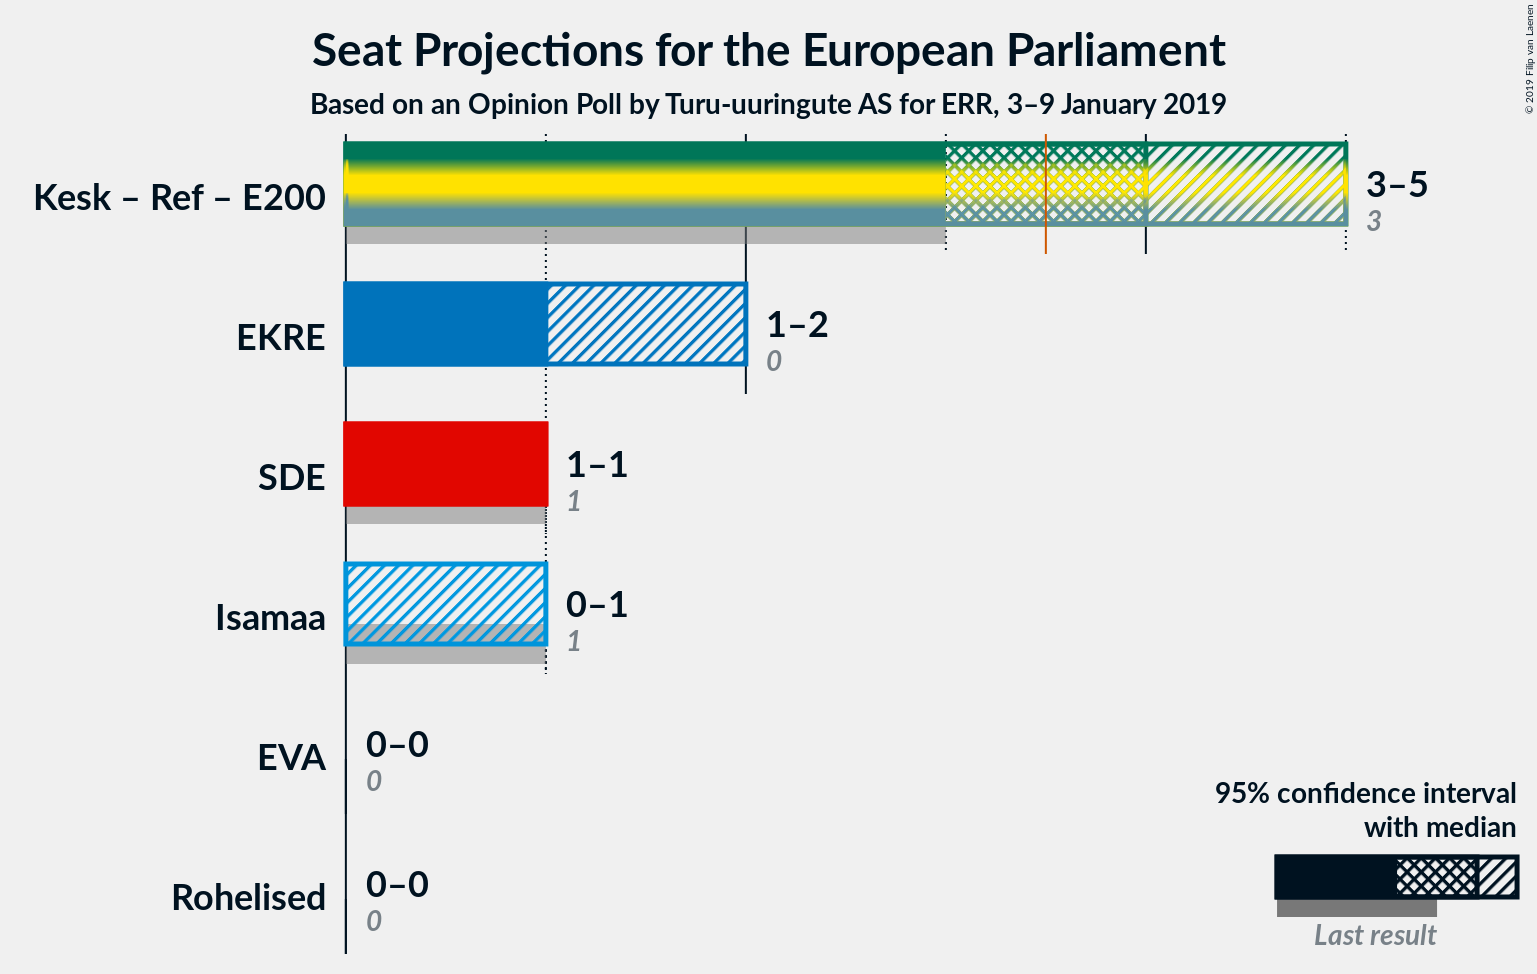 Seat Projections for the European Parliament
Based on an Opinion Poll by Turu-uuringute AS for ERR, 3–9 January 2019
© 2019 Filip van Laenen
Kesk – Ref – E200
3–5
3
EKRE
1–2
0
SDE
1–1
1
Isamaa
0–1
1
EVA
0–0
0
Rohelised
0–0
0
95% confidence interval
with median
Last result